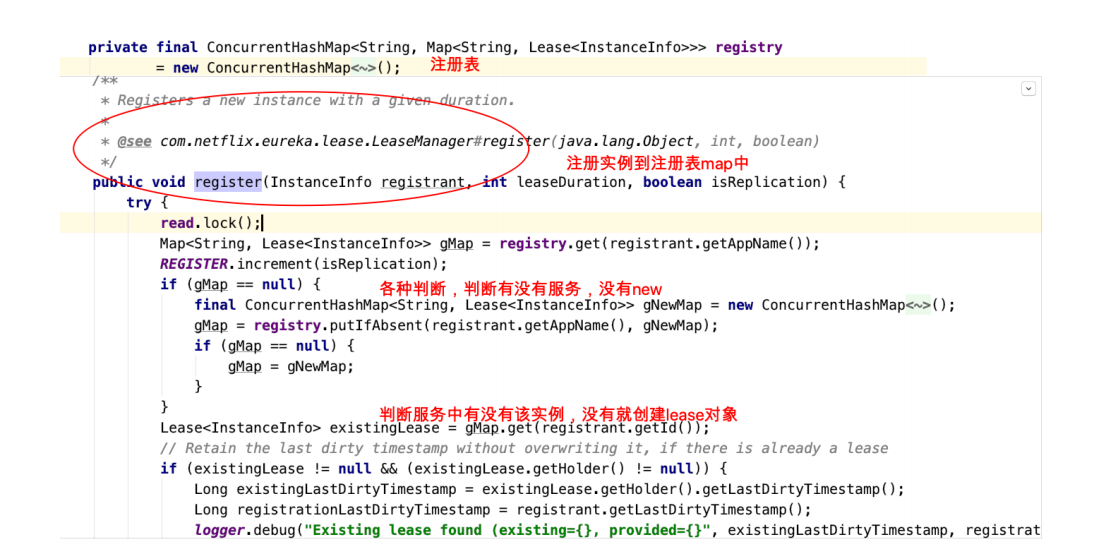 private final ConcurrentHashMap<String, Map<String, Lease<InstanceInfo>>> registry
= new ConcurrentHashMap<~>(); 注册表
/**
* Registers a new instance with a given duration.
*
* @see com.netflix.eureka.lease.LeaseManager#register(java.lang.Object, int, boolean)
*/ 注册实例到注册表map中
public void register(InstanceInfo registrant, int leaseDuration, boolean isReplication) {
try {
read.lock();
Map<String, Lease<InstanceInfo>> gMap = registry.get(registrant.getAppName());
REGISTER.increment(isReplication);
if (gMap == null) { 各种判断，判断有没有服务，没有new
final ConcurrentHashMap<String, Lease<InstanceInfo>> gNewMap = new ConcurrentHashMap<~>();
gMap = registry.putIfAbsent(registrant.getAppName(), gNewMap);
if (gMap == null) {
gMap = gNewMap;
}
} 判断服务中有没有该实例，没有就创建lease对象
Lease<InstanceInfo> existingLease = gMap.get(registrant.getId());
// Retain the last dirty timestamp without overwriting it, if there is already a lease
if (existingLease != null && (existingLease.getHolder() != null)) {
Long existingLastDirtyTimestamp = existingLease.getHolder().getLastDirtyTimestamp();
Long registrationLastDirtyTimestamp = registrant.getLastDirtyTimestamp();
logger.debug("Existing lease found (existing={}, provided={}", existingLastDirtyTimestamp, registrat